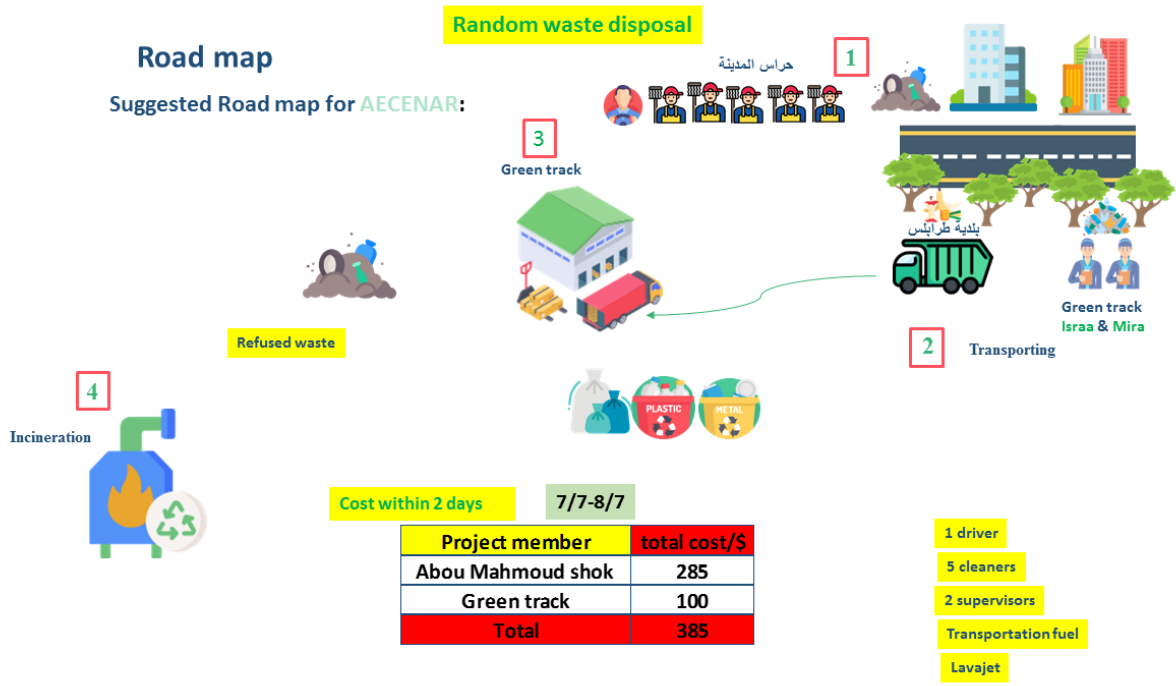 Random waste disposal
Road map
Suggested Road map for AECENAR:
حراس المدينة
1
3
Green track
بلدية طرابلس
Green track
Israa & Mira
2
Transporting
Refused waste
4
Incineration
PLASTIC
METAL
Cost within 2 days
7/7-8/7
Project member total cost/$
Abou Mahmoud shok 285
Green track 100
Total 385
1 driver
5 cleaners
2 supervisors
Transportation fuel
Lavajet